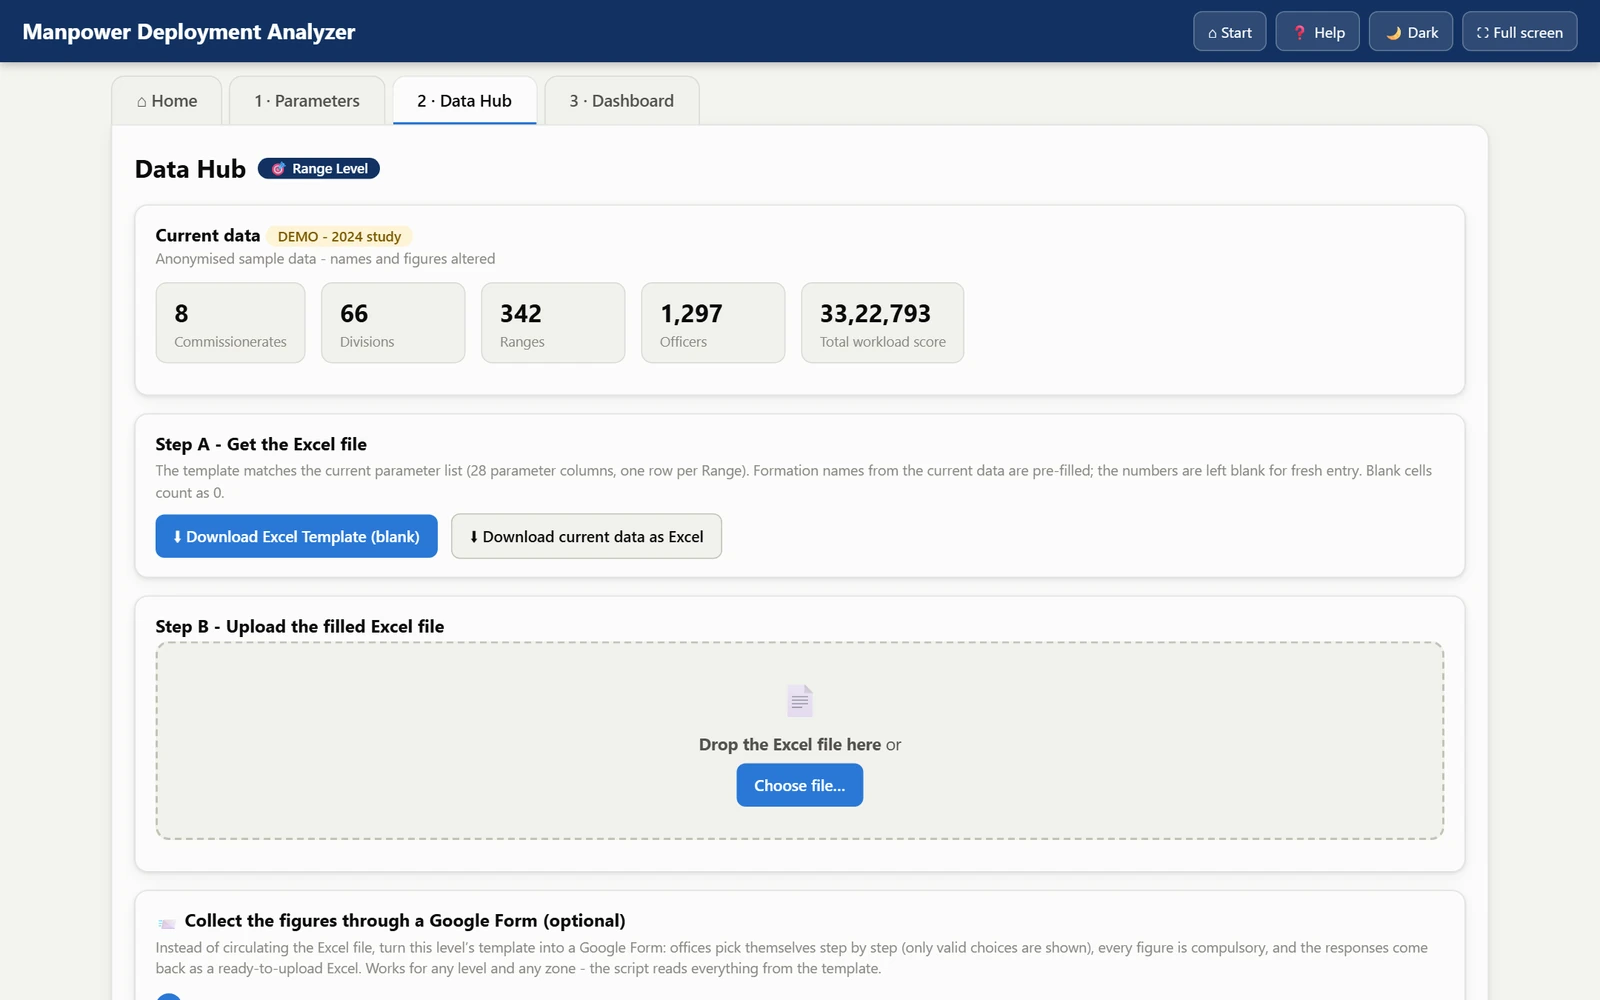 Manpower Deployment Analyzer
⌂ Start
❓ Help
🌙 Dark
⛶ Full screen
⌂ Home
1 · Parameters
2 · Data Hub
3 · Dashboard
Data Hub
🎯 Range Level
Current data
DEMO - 2024 study
Anonymised sample data - names and figures altered
8
Commissionerates
66
Divisions
342
Ranges
1,297
Officers
33,22,793
Total workload score
Step A - Get the Excel file
The template matches the current parameter list (28 parameter columns, one row per Range). Formation names from the current data are pre-filled; the numbers are left blank for fresh entry. Blank cells
count as 0.
⬇ Download Excel Template (blank)
⬇ Download current data as Excel
Step B - Upload the filled Excel file
Drop the Excel file here or
Choose file...
Collect the figures through a Google Form (optional)
Instead of circulating the Excel file, turn this level's template into a Google Form: offices pick themselves step by step (only valid choices are shown), every figure is compulsory, and the responses come
back as a ready-to-upload Excel. Works for any level and any zone - the script reads everything from the template.